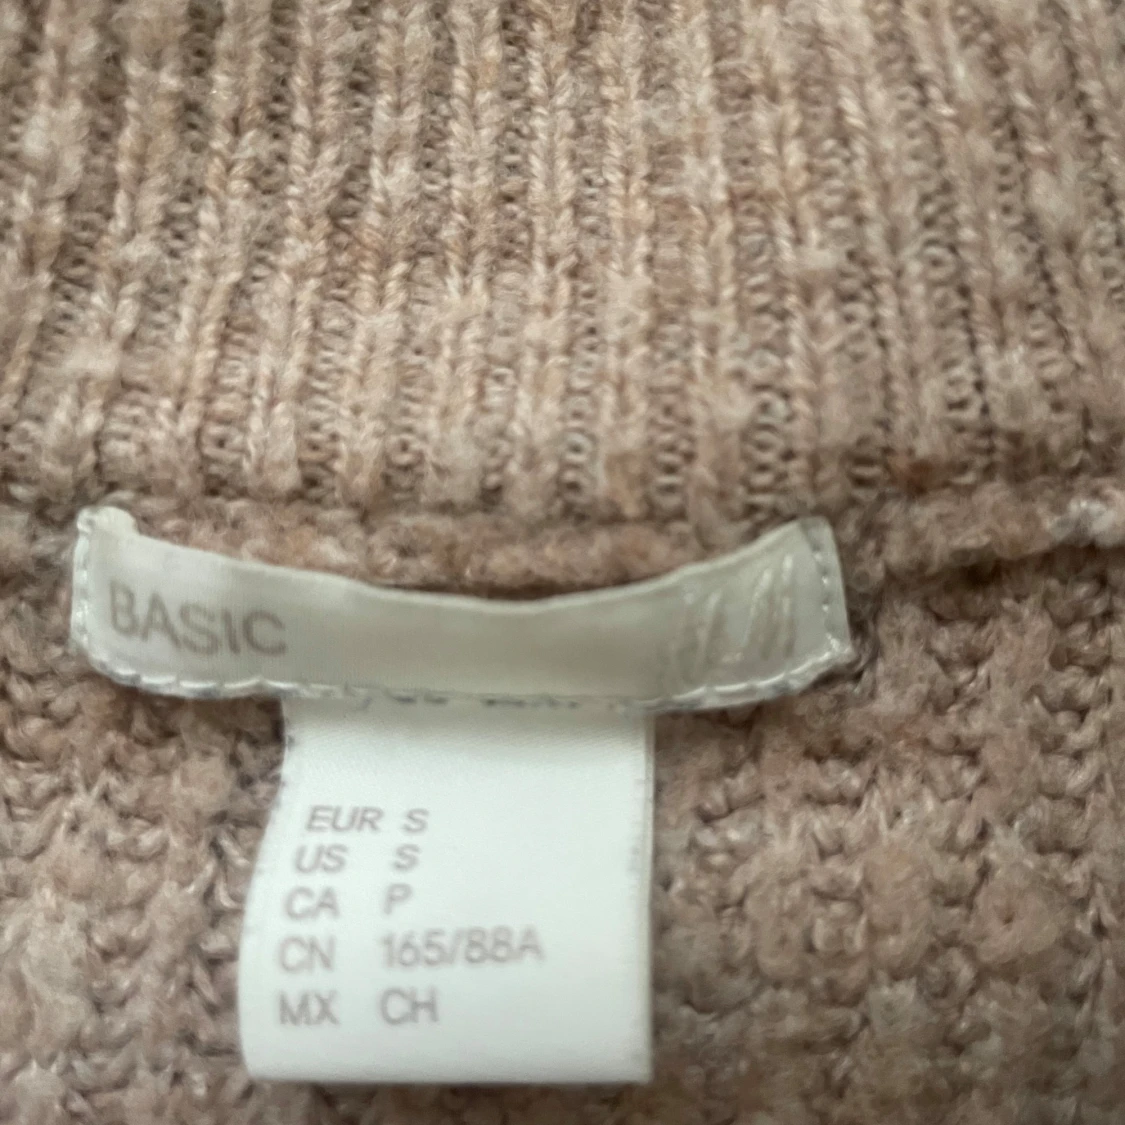 BASIC H&M
EUR S
US S
CA P
CN 165/88A
MX CH